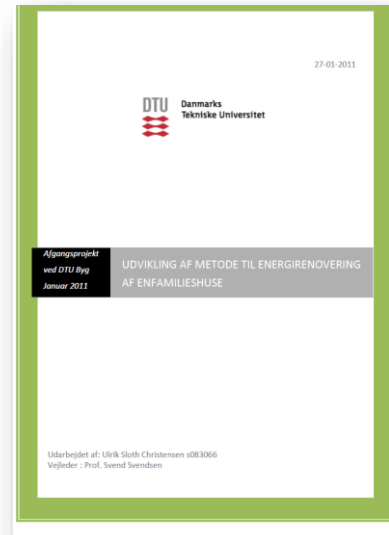 27-01-2011
DTU
Danmarks
Tekniske Universitet
Afgangsprojekt
ved DTU Byg
Januar 2011
UDVIKLING AF METODE TIL ENERGIRENOVERING
AF ENFAMILIESHUSE
Udarbejdet af: Ulrik Sloth Christensen s083066
Vejleder : Prof. Svend Svendsen